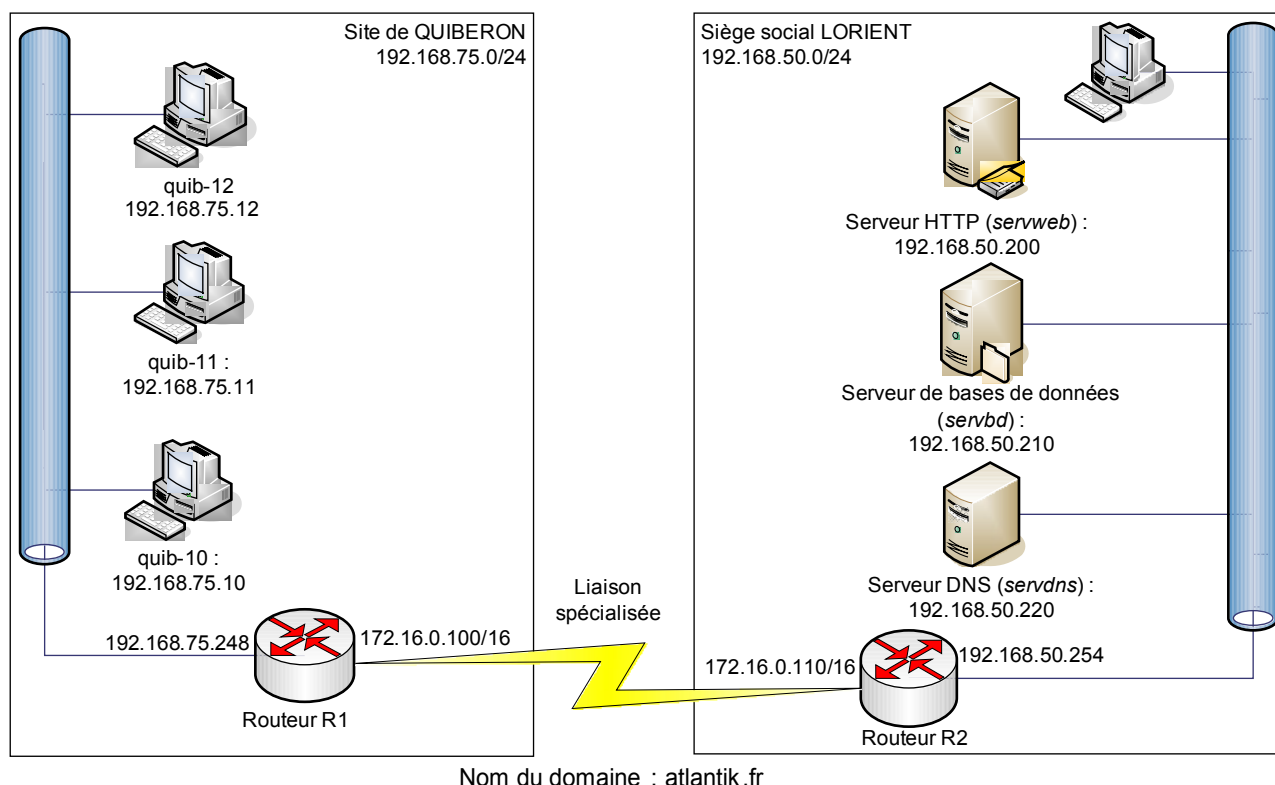 Site de QUIBERON
192.168.75.0/24
quib-12
192.168.75.12
quib-11 :
192.168.75.11
quib-10 :
192.168.75.10
192.168.75.248
172.16.0.100/16
Routeur R1
Liaison
spécialisée
Siège social LORIENT
192.168.50.0/24
Serveur HTTP (servweb) :
192.168.50.200
Serveur de bases de données
(servbd) :
192.168.50.210
Serveur DNS (servdns) :
192.168.50.220
172.16.0.110/16
192.168.50.254
Routeur R2
Nom du domaine : atlantik.fr